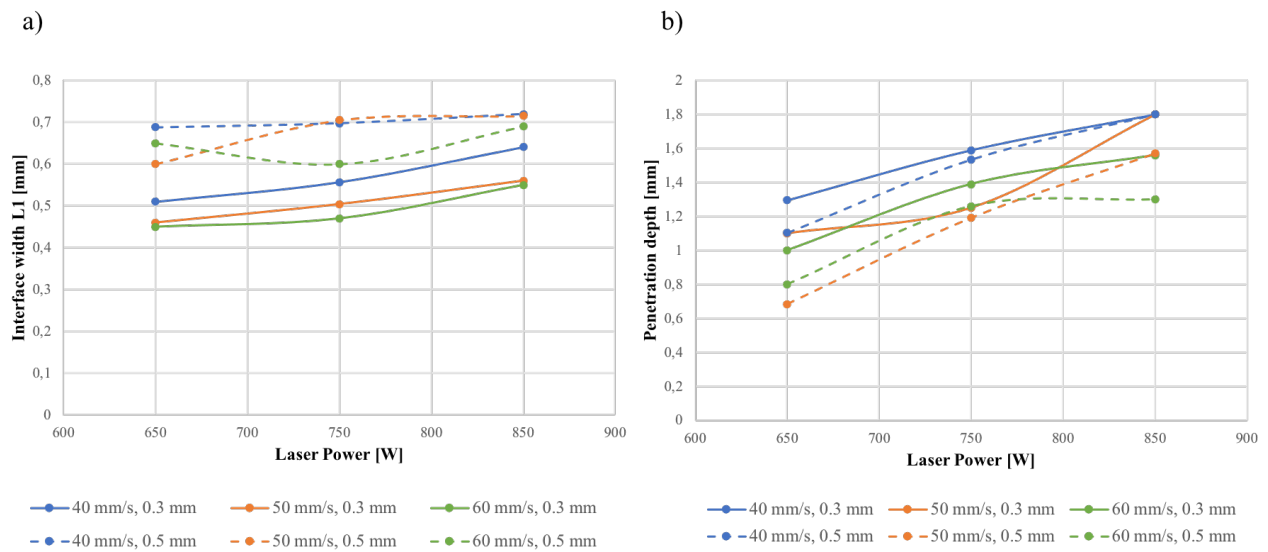 a)
0,8
0,7
0,6
0,5
0,4
0,3
0,2
0,1
0
Interface width L1 [mm]
600 650 700 750 800 850 900
Laser Power [W]
40 mm/s, 0.3 mm 50 mm/s, 0.3 mm 60 mm/s, 0.3 mm
40 mm/s, 0.5 mm 50 mm/s, 0.5 mm 60 mm/s, 0.5 mm
b)
2
1,8
1,6
1,4
1,2
1
0,8
0,6
0,4
0,2
0
Penetration depth [mm]
600 650 700 750 800 850 900
Laser Power [W]
40 mm/s, 0.3 mm 50 mm/s, 0.3 mm 60 mm/s, 0.3 mm
40 mm/s, 0.5 mm 50 mm/s, 0.5 mm 60 mm/s, 0.5 mm